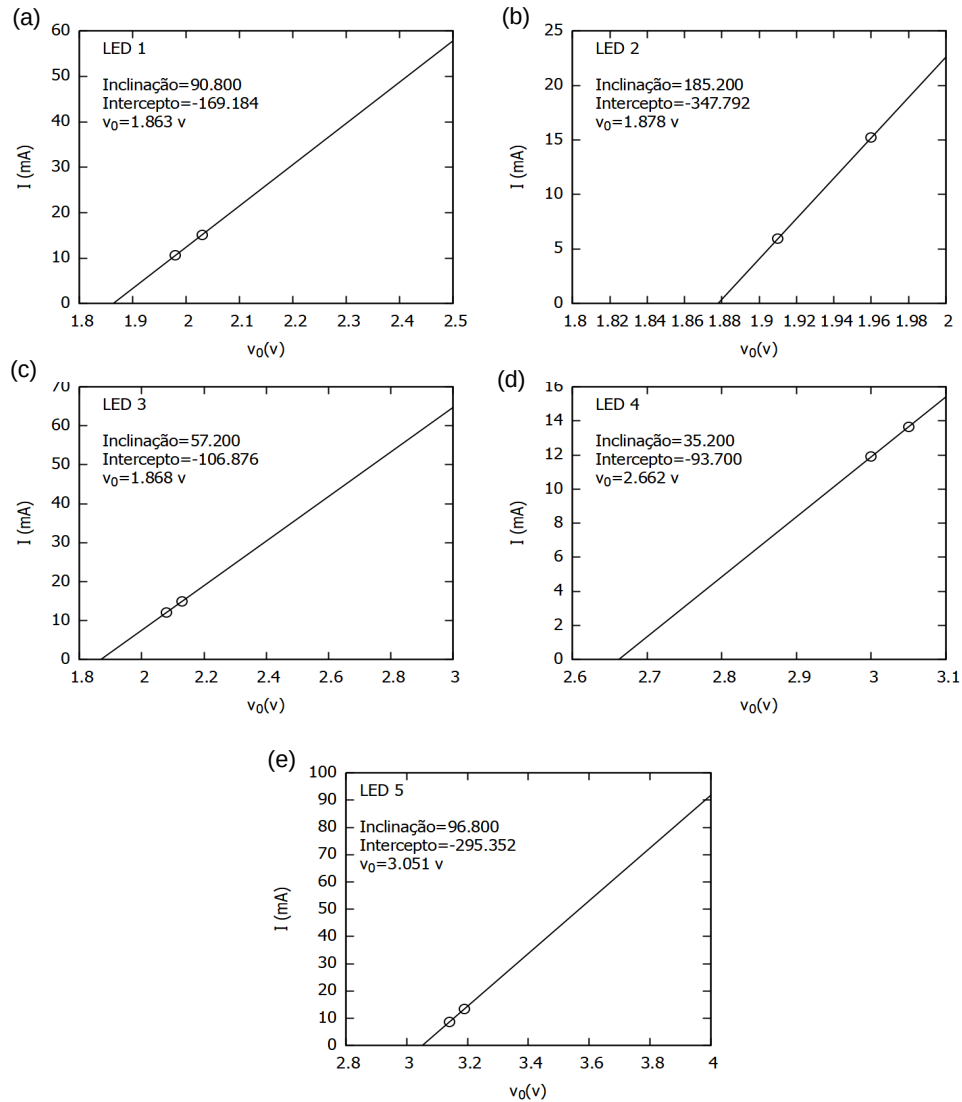 (a)
LED 1
Inclinação=90.800
Intercepto=-169.184
v0=1.863 v
60
50
40
30
20
10
0
I (mA)
1.8 1.9 2 2.1 2.2 2.3 2.4 2.5
v0(v)
(b)
LED 2
Inclinação=185.200
Intercepto=-347.792
v0=1.878 v
25
20
15
10
5
0
I (mA)
1.8 1.82 1.84 1.86 1.88 1.9 1.92 1.94 1.96 1.98 2
v0(v)
(c)
LED 3
Inclinação=57.200
Intercepto=-106.876
v0=1.868 v
70
60
50
40
30
20
10
0
I (mA)
1.8 2 2.2 2.4 2.6 2.8 3
v0(v)
(d)
LED 4
Inclinação=35.200
Intercepto=-93.700
v0=2.662 v
16
14
12
10
8
6
4
2
0
I (mA)
2.6 2.7 2.8 2.9 3 3.1
v0(v)
(e)
LED 5
Inclinação=96.800
Intercepto=-295.352
v0=3.051 v
100
90
80
70
60
50
40
30
20
10
0
I (mA)
2.8 3 3.2 3.4 3.6 3.8 4
v0(v)